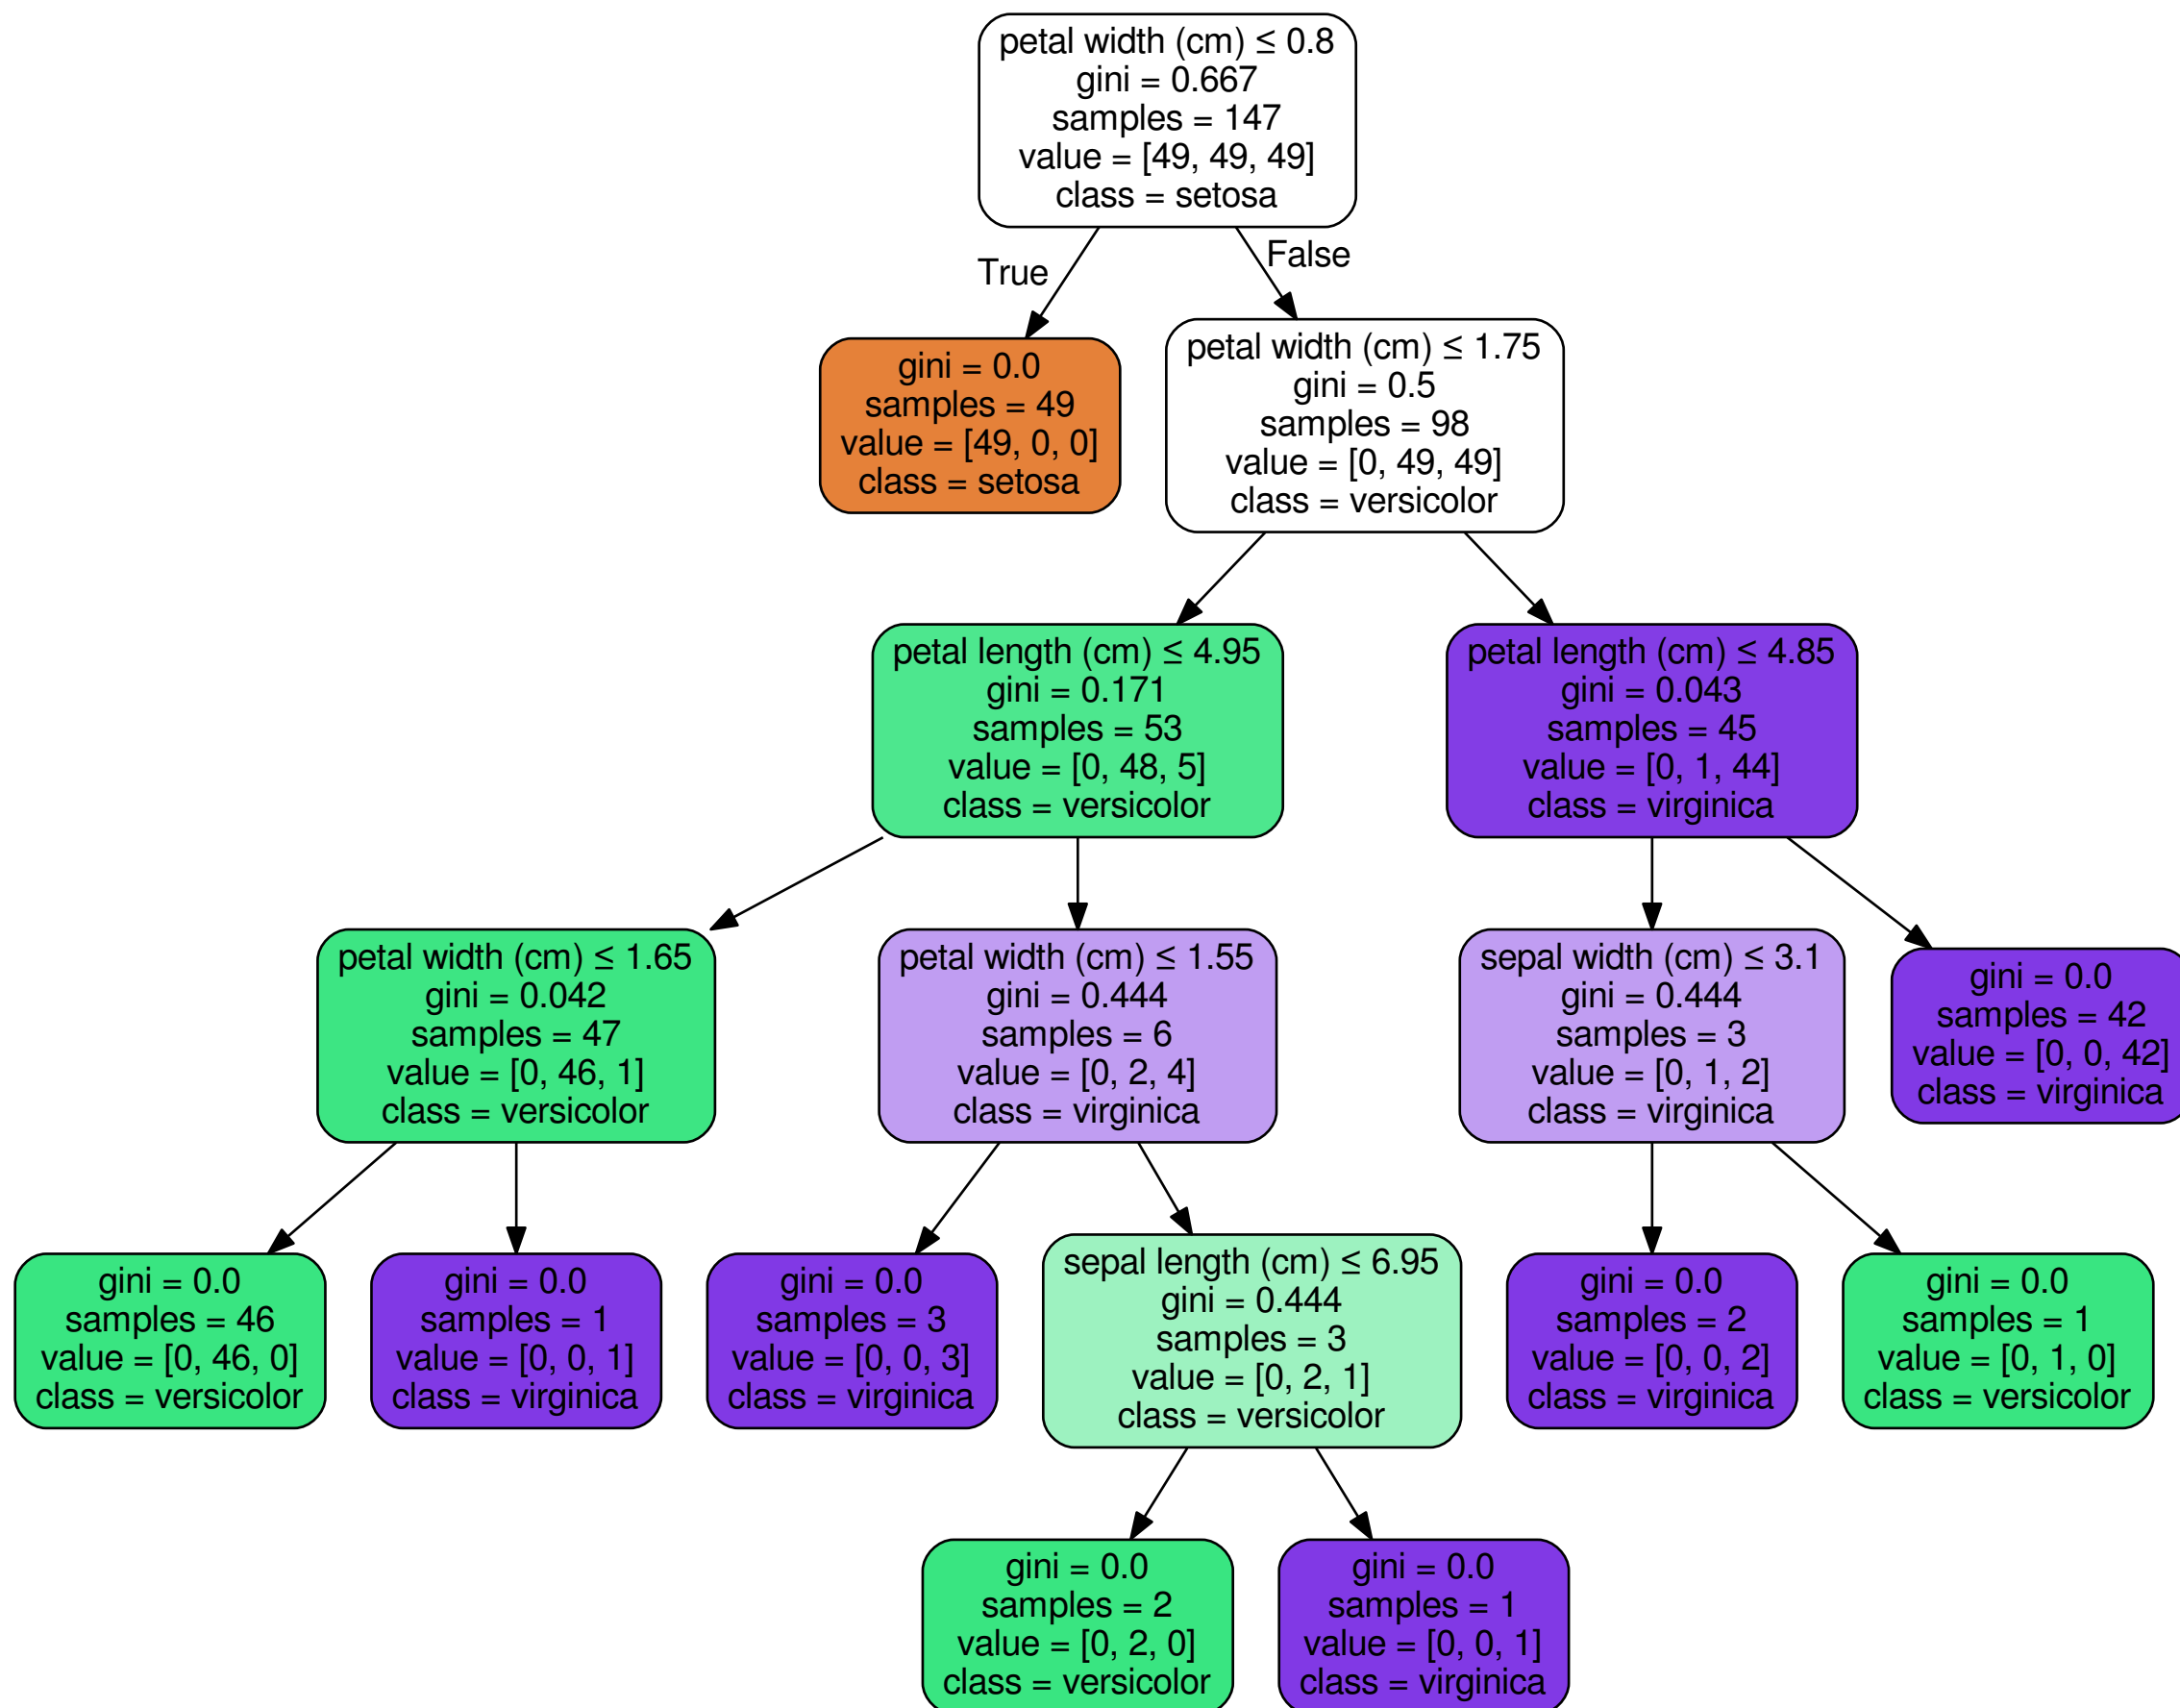 petal width (cm) ≤ 0.8
gini = 0.667
samples = 147
value = [49, 49, 49]
class = setosa
True
False
gini = 0.0
samples = 49
value = [49, 0, 0]
class = setosa
petal width (cm) ≤ 1.75
gini = 0.5
samples = 98
value = [0, 49, 49]
class = versicolor
petal length (cm) ≤ 4.95
gini = 0.171
samples = 53
value = [0, 48, 5]
class = versicolor
petal length (cm) ≤ 4.85
gini = 0.043
samples = 45
value = [0, 1, 44]
class = virginica
petal width (cm) ≤ 1.65
gini = 0.042
samples = 47
value = [0, 46, 1]
class = versicolor
petal width (cm) ≤ 1.55
gini = 0.444
samples = 6
value = [0, 2, 4]
class = virginica
sepal width (cm) ≤ 3.1
gini = 0.444
samples = 3
value = [0, 1, 2]
class = virginica
gini = 0.0
samples = 42
value = [0, 0, 42]
class = virginica
gini = 0.0
samples = 46
value = [0, 46, 0]
class = versicolor
gini = 0.0
samples = 1
value = [0, 0, 1]
class = virginica
gini = 0.0
samples = 3
value = [0, 0, 3]
class = virginica
sepal length (cm) ≤ 6.95
gini = 0.444
samples = 3
value = [0, 2, 1]
class = versicolor
gini = 0.0
samples = 2
value = [0, 0, 2]
class = virginica
gini = 0.0
samples = 1
value = [0, 1, 0]
class = versicolor
gini = 0.0
samples = 2
value = [0, 2, 0]
class = versicolor
gini = 0.0
samples = 1
value = [0, 0, 1]
class = virginica